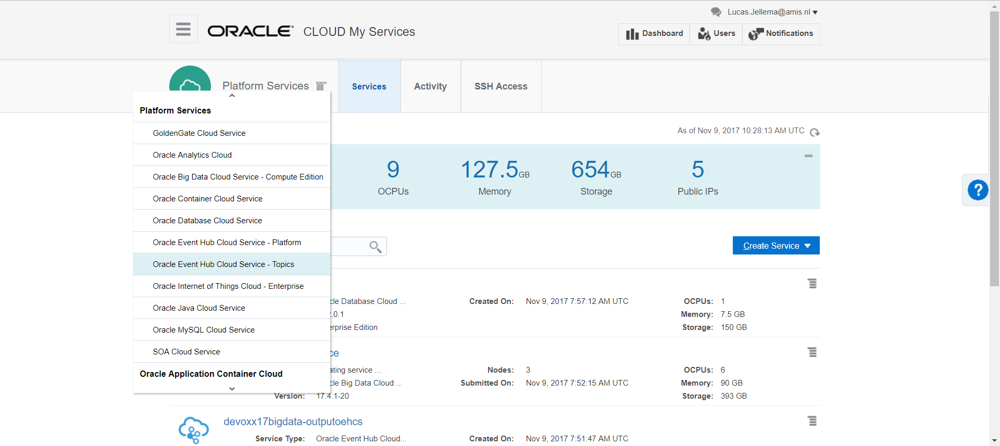 Lucas.Jellema@amis.nl
ORACLE CLOUD My Services
Dashboard
Users
Notifications
Platform Services
Services
Activity
SSH Access
Platform Services
GoldenGate Cloud Service
Oracle Analytics Cloud
Oracle Big Data Cloud Service - Compute Edition
Oracle Container Cloud Service
Oracle Database Cloud Service
Oracle Event Hub Cloud Service - Platform
Oracle Event Hub Cloud Service - Topics
Oracle Internet of Things Cloud - Enterprise
Oracle Java Cloud Service
Oracle MySQL Cloud Service
SOA Cloud Service
Oracle Application Container Cloud
As of Nov 9, 2017 10:28:13 AM UTC
9
OCPUs
127.5GB
Memory
654GB
Storage
5
Public IPs
?
Create Service
cle Database Cloud ...
Created On: Nov 9, 2017 7:57:12 AM UTC
OCPUs: 1
.0.1
Memory: 7.5 GB
erprise Edition
Storage: 150 GB
ce
ating service ...
Nodes: 3
OCPUs: 6
cle Big Data Cloud ...
Submitted On: Nov 9, 2017 7:52:15 AM UTC
Memory: 90 GB
Version: 17.4.1-20
Storage: 393 GB
devoxx17bigdata-outputoehcs
Service Type: Oracle Event Hub Cloud...
Created On: Nov 9, 2017 7:51:47 AM UTC